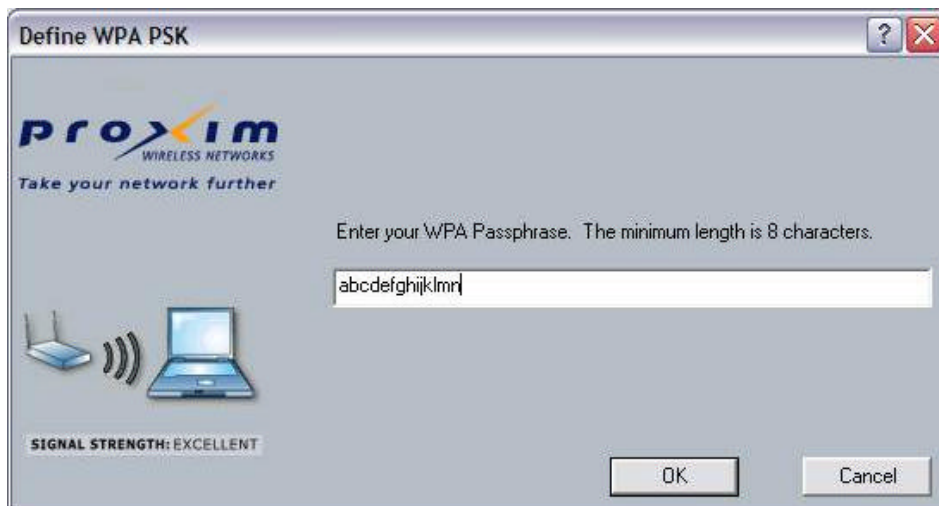 Define WPA PSK
proxim
WIRELESS NETWORKS
Take your network further
Enter your WPA Passphrase. The minimum length is 8 characters.
abcdefghijklmn
SIGNAL STRENGTH: EXCELLENT
OK Cancel